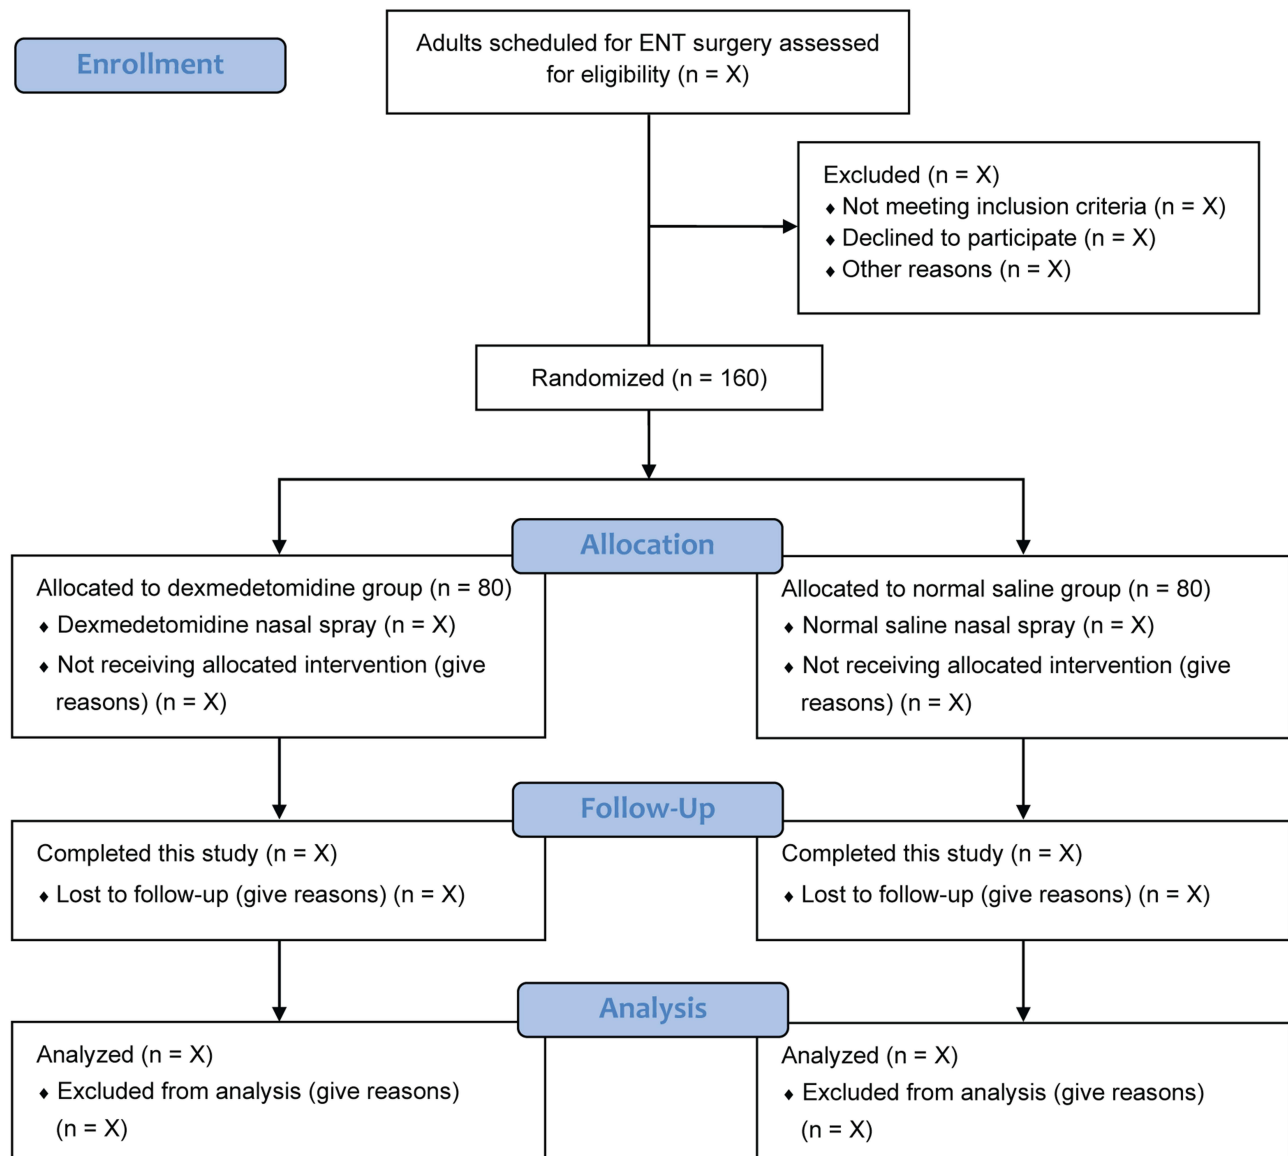 Enrollment
Adults scheduled for ENT surgery assessed
for eligibility (n = X)
Excluded (n = X)
♦ Not meeting inclusion criteria (n = X)
♦ Declined to participate (n = X)
♦ Other reasons (n = X)
Randomized (n = 160)
Allocation
Allocated to dexmedetomidine group (n = 80)
♦ Dexmedetomidine nasal spray (n = X)
♦ Not receiving allocated intervention (give
reasons) (n = X)
Allocated to normal saline group (n = 80)
♦ Normal saline nasal spray (n = X)
♦ Not receiving allocated intervention (give
reasons) (n = X)
Follow-Up
Completed this study (n = X)
♦ Lost to follow-up (give reasons) (n = X)
Completed this study (n = X)
♦ Lost to follow-up (give reasons) (n = X)
Analysis
Analyzed (n = X)
♦ Excluded from analysis (give reasons)
(n = X)
Analyzed (n = X)
♦ Excluded from analysis (give reasons)
(n = X)